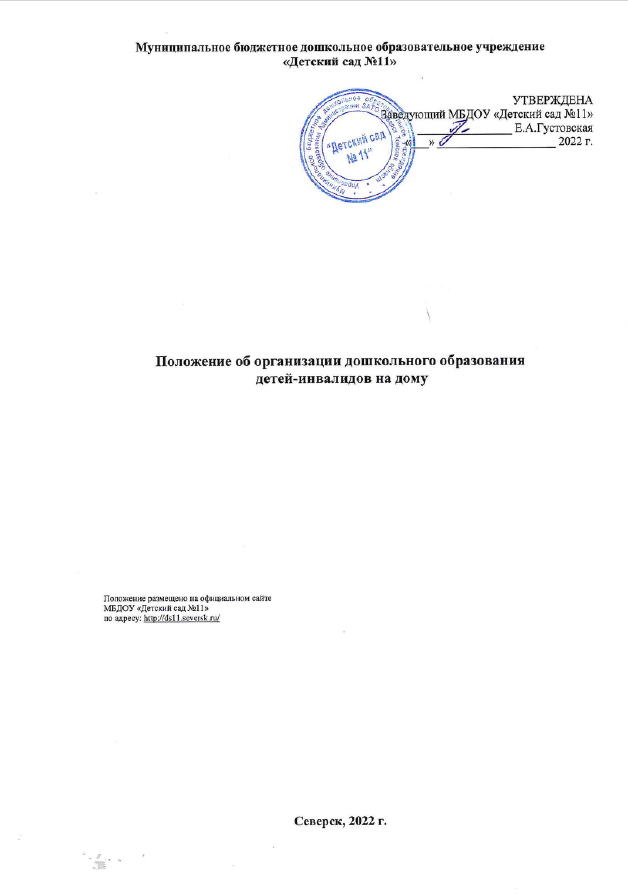 Муниципальное бюджетное дошкольное образовательное учреждение
«Детский сад №11»
УТВЕРЖДЕНА
Заведующий МБДОУ «Детский сад №11»
_______________ Е.А.Густовская
«___» ___________________ 2022 г.
"Детский сад
№ 11"
Положение об организации дошкольного образования
детей-инвалидов на дому
Положение размещено на официальном сайте
МБДОУ «Детский сад №11»
по адресу: http://ds11.seversk.ru/
Северск, 2022 г.